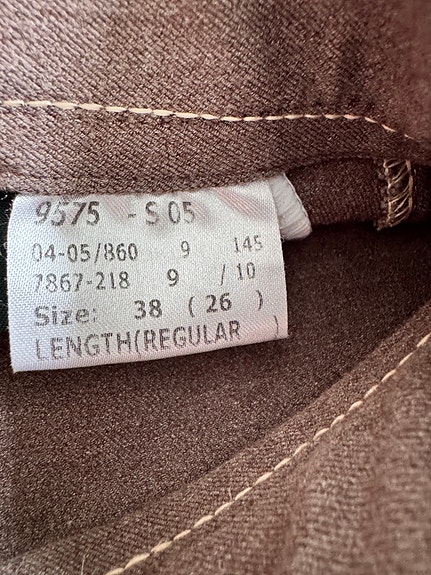 9575 - S 05
04-05/860 9 145
7867-218 9 / 10
Size: 38 ( 26 )
LENGTH(REGULAR )